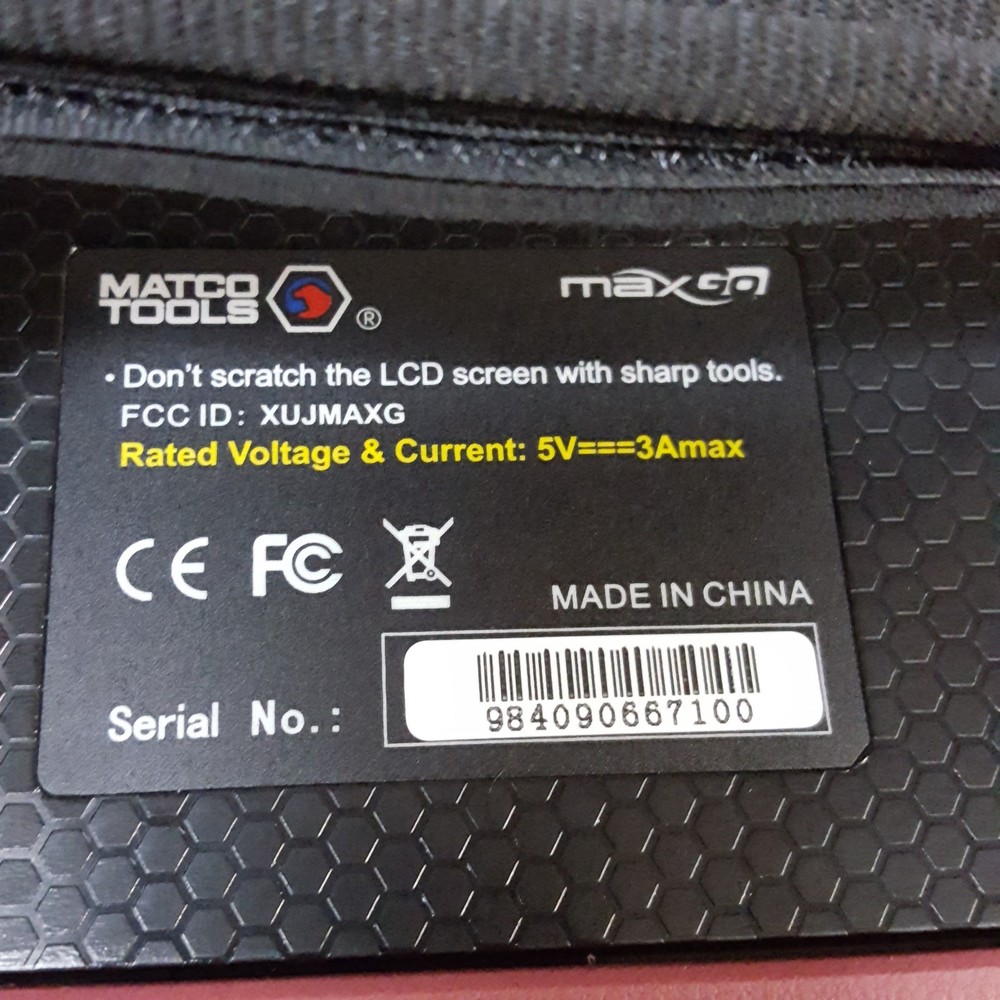 MATCO
TOOLS ®
maxGO
• Don't scratch the LCD screen with sharp tools.
FCC ID: XUJMAXG
Rated Voltage & Current: 5V===3Amax
CE FC
MADE IN CHINA
Serial No.:
984090667100